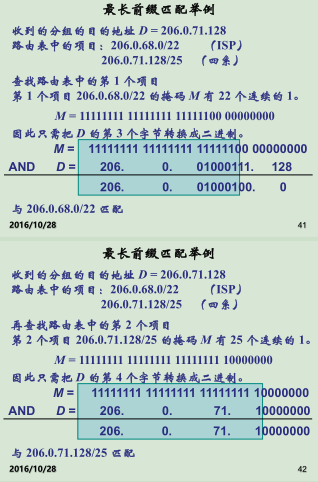 最长前缀匹配举例
收到的分组的目的地址 D = 206.0.71.128
路由表中的项目：206.0.68.0/22 （ISP）
206.0.71.128/25 （四系）
查找路由表中的第 1 个项目
第 1 个项目 206.0.68.0/22 的掩码 M 有 22 个连续的 1。
M = 11111111 11111111 11111100 00000000
因此只需把 D 的第 3 个字节转换成二进制。
M = 11111111 11111111 11111100 00000000
AND D = 206. 0. 01000111. 128
206. 0. 01000100. 0
与 206.0.68.0/22 匹配
2016/10/28 41
最长前缀匹配举例
收到的分组的目的地址 D = 206.0.71.128
路由表中的项目：206.0.68.0/22 （ISP）
206.0.71.128/25 （四系）
再查找路由表中的第 2 个项目
第 2 个项目 206.0.71.128/25 的掩码 M 有 25 个连续的 1。
M = 11111111 11111111 11111111 10000000
因此只需把 D 的第 4 个字节转换成二进制。
M = 11111111 11111111 11111111 10000000
AND D = 206. 0. 71. 10000000
206. 0. 71. 10000000
与 206.0.71.128/25 匹配
2016/10/28 42